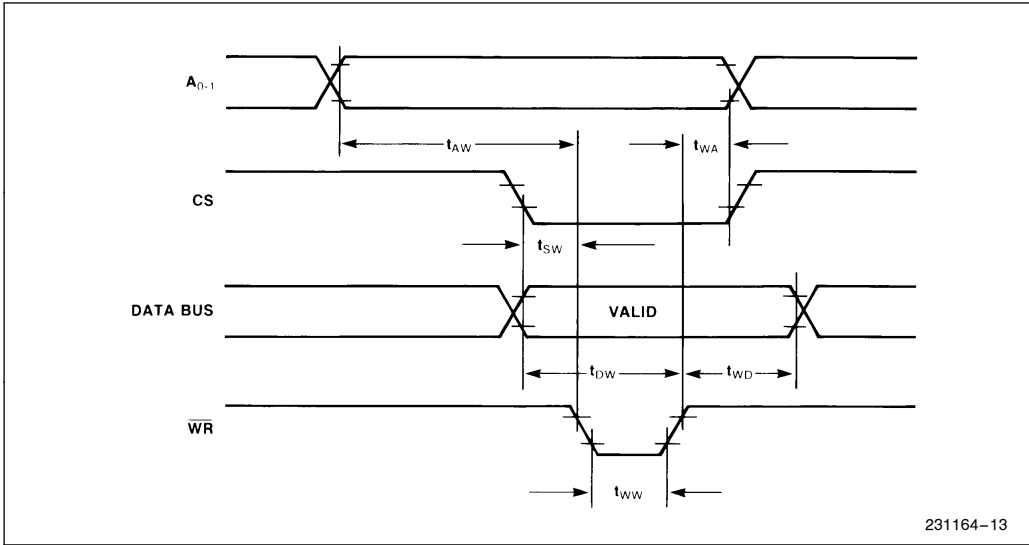 A0-1
tAW
tWA
CS
tSW
DATA BUS
VALID
tDW
tWD
WR
tWW
231164–13